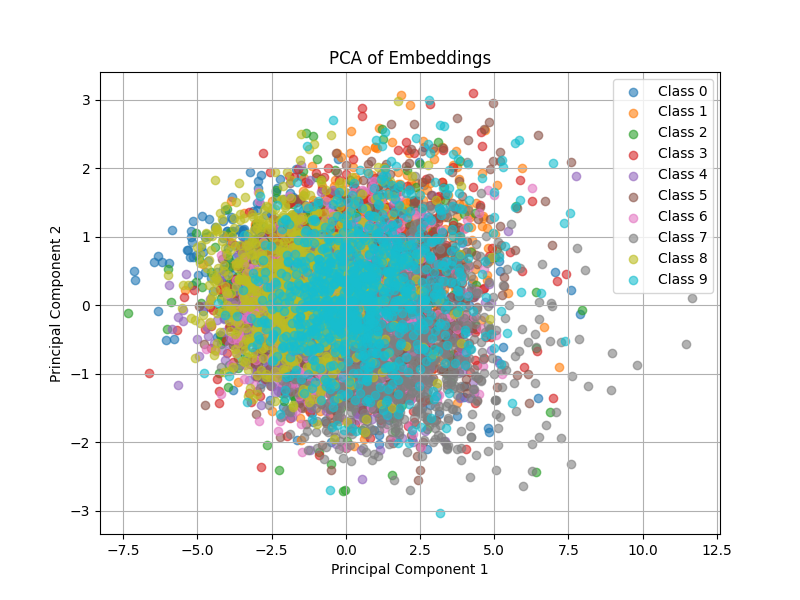 PCA of Embeddings
Class 0
Class 1
Class 2
Class 3
Class 4
Class 5
Class 6
Class 7
Class 8
Class 9
Principal Component 2
3
2
1
0
−1
−2
−3
−7.5 −5.0 −2.5 0.0 2.5 5.0 7.5 10.0 12.5
Principal Component 1